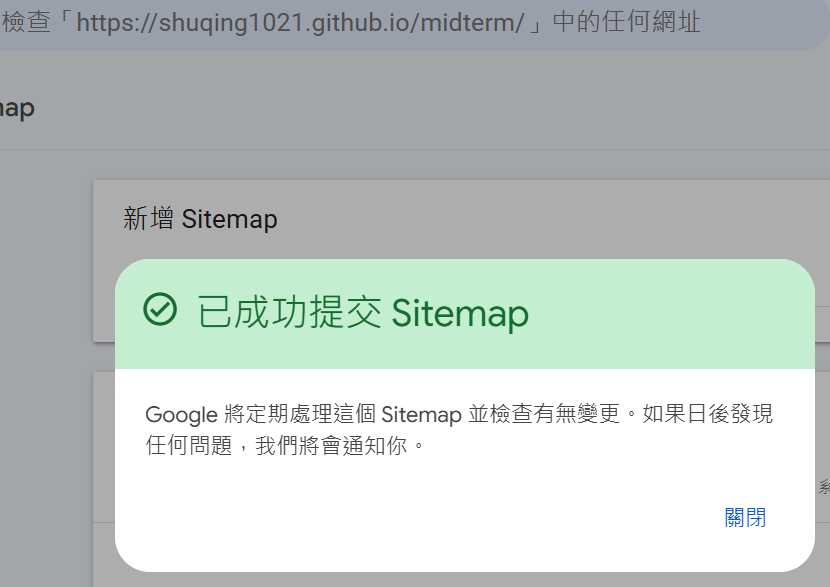 檢查「https://shuqing1021.github.io/midterm/」中的任何網址
map
新增 Sitemap
已成功提交 Sitemap
Google 將定期處理這個 Sitemap 並檢查有無變更。如果日後發現
任何問題，我們將會通知你。
關閉